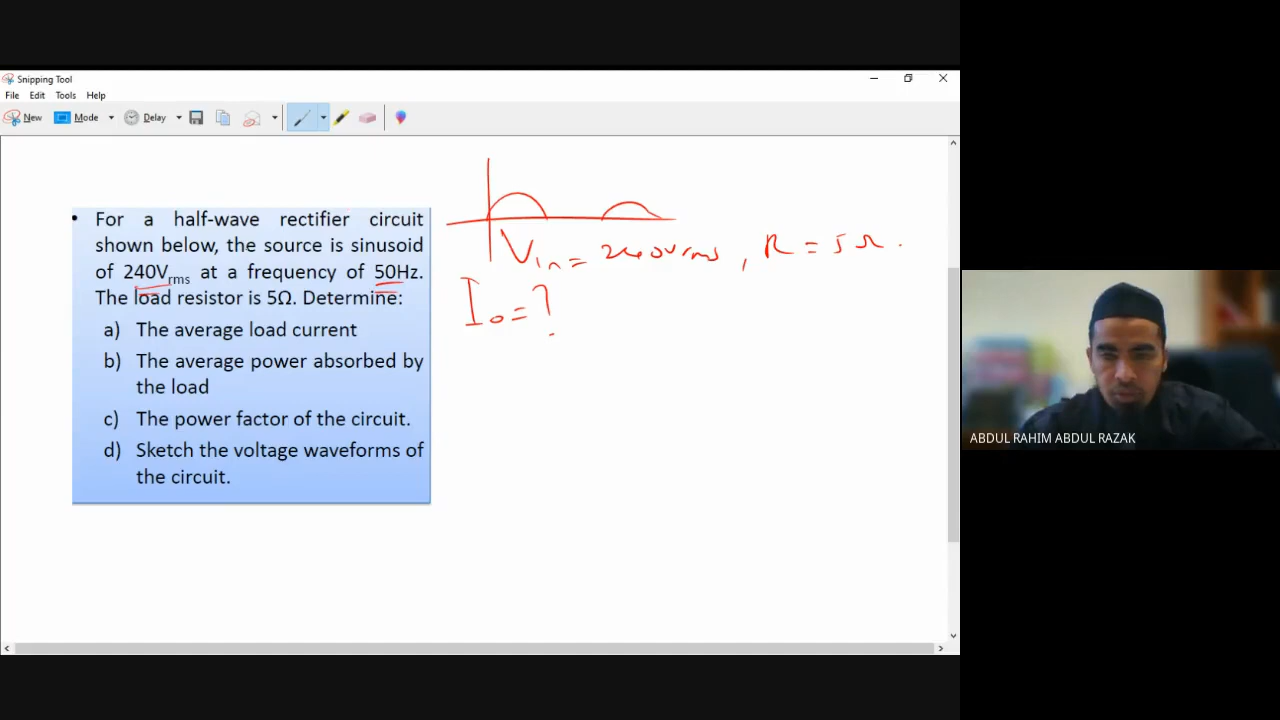 Snipping Tool
File Edit Tools Help
New Mode Delay
• For a half-wave rectifier circuit
shown below, the source is sinusoid
of 240Vrms at a frequency of 50Hz.
The load resistor is 5Ω. Determine:
a) The average load current
b) The average power absorbed by
the load
c) The power factor of the circuit.
d) Sketch the voltage waveforms of
the circuit.
Vin = 240Vrms, R = 5Ω.
Io = ?
ABDUL RAHIM ABDUL RAZAK